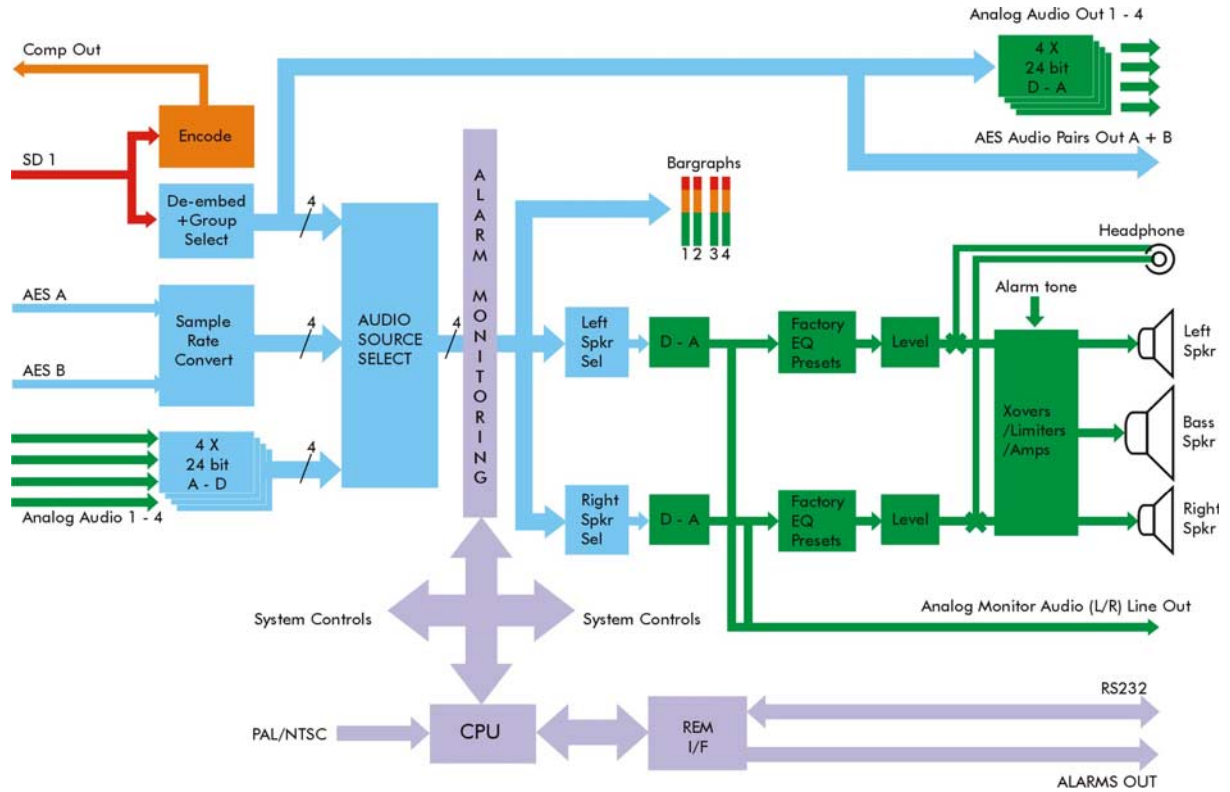 Analog Audio Out 1 - 4
4 X
24 bit
D - A
Comp Out
Encode
SD 1
AES Audio Pairs Out A + B
De-embed
+Group
Select
4
ALARM MONITORING
Bargraphs
1 2 3 4
Headphone
Alarm tone
AES A
Sample
Rate
Convert
AES B
4
AUDIO
SOURCE
SELECT
4
Left
Spkr
Sel
D - A
Factory
EQ
Presets
Level
Left
Spkr
Xovers
/Limiters
/Amps
Bass
Spkr
4 X
24 bit
A - D
4
Analog Audio 1 - 4
Right
Spkr
Sel
D - A
Factory
EQ
Presets
Level
Right
Spkr
System Controls
System Controls
Analog Monitor Audio (L/R) Line Out
PAL/NTSC
CPU
REM
I/F
RS232
ALARMS OUT